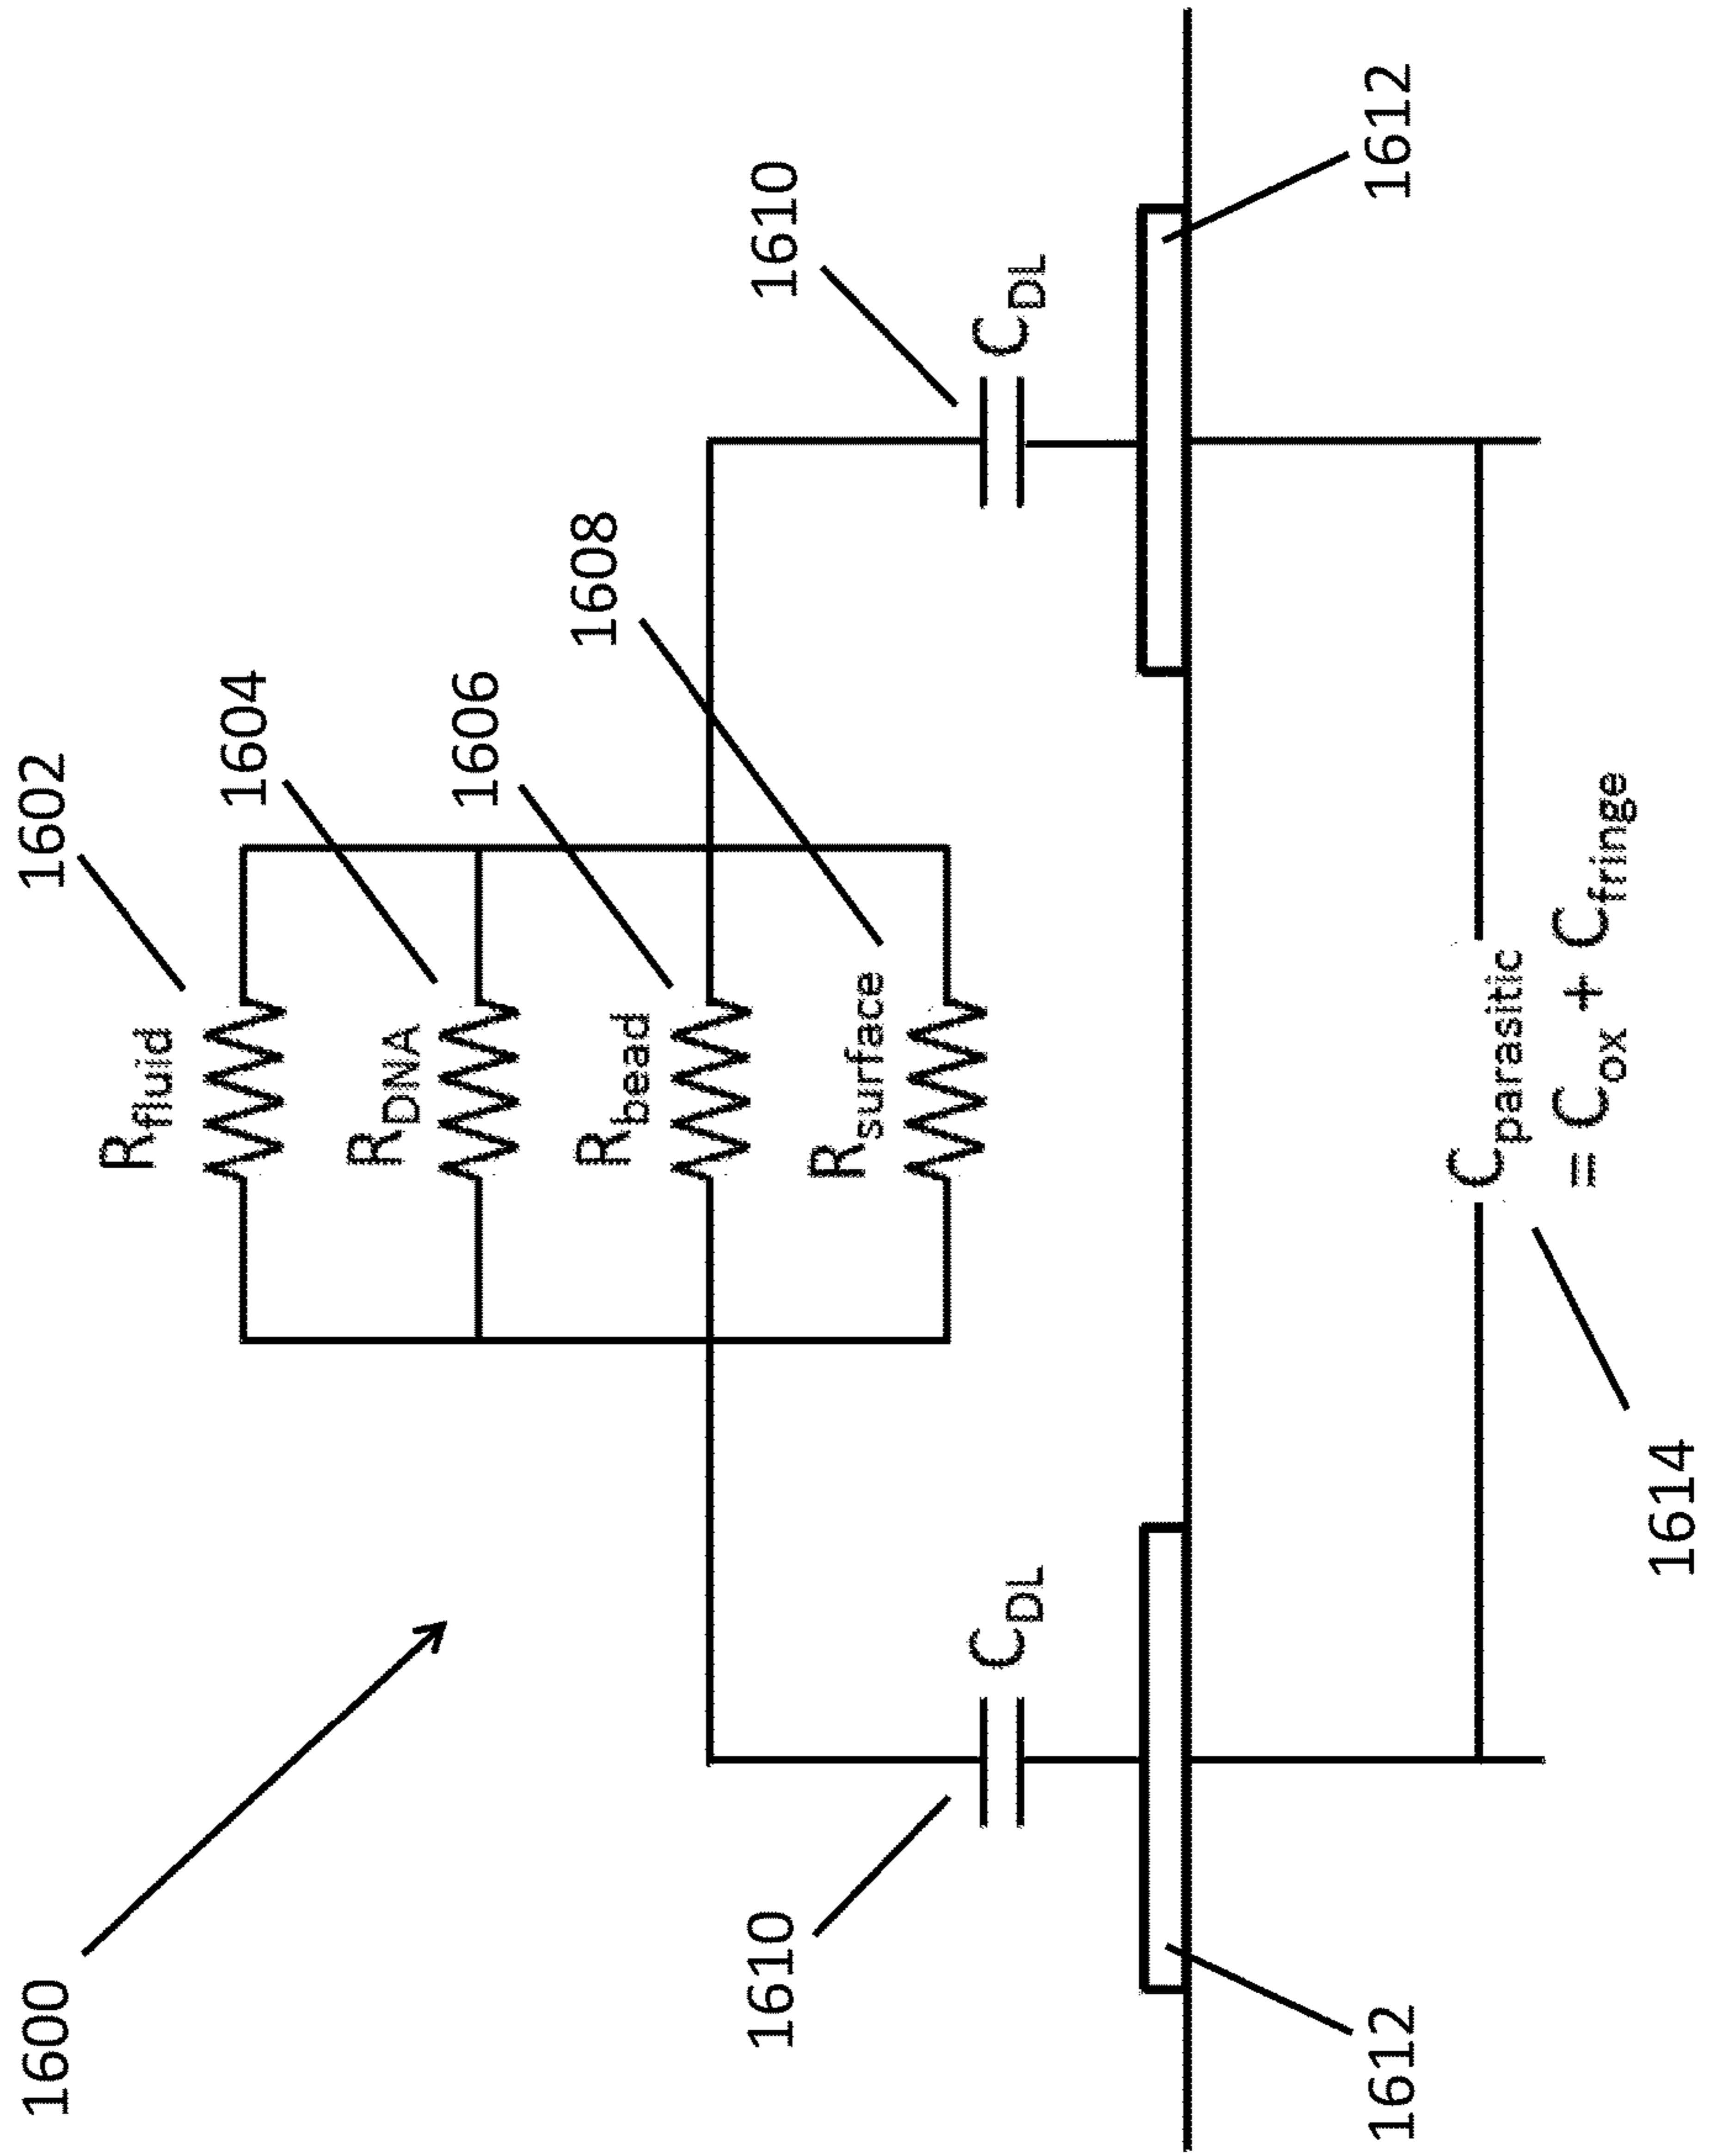 1600
1602
R_fluid
1604
R_DNA
1606
R_bead
1608
R_surface
1610
C_DL
1610
C_DL
1612
1612
C_parasitic
= C_ox + C_fringe
1614